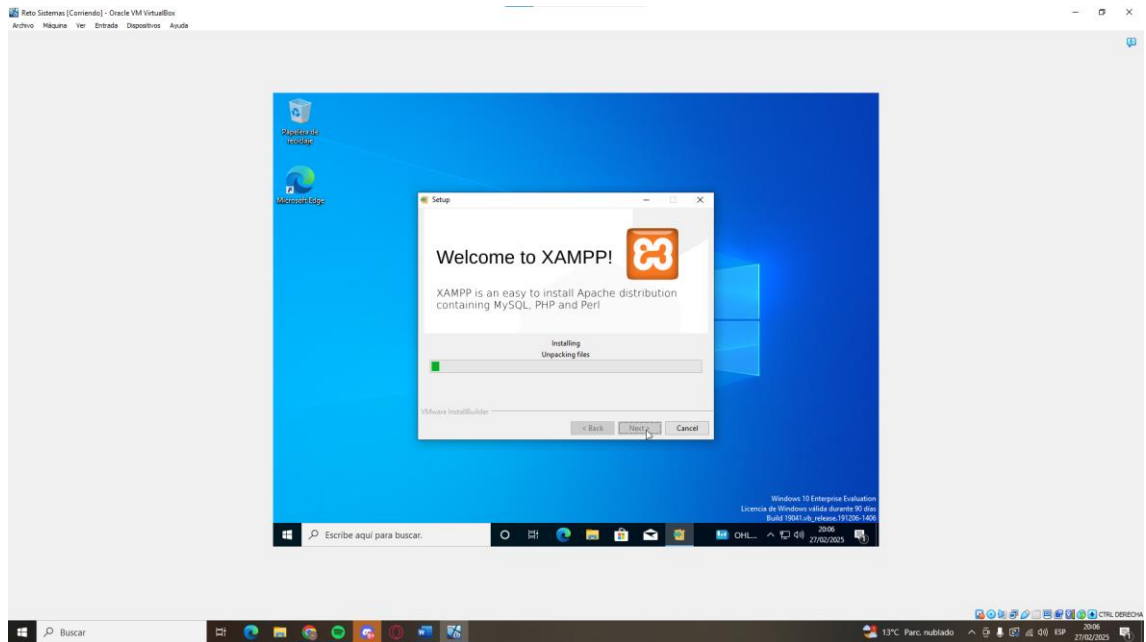 Reto Sistemas [Corriendo] - Oracle VM VirtualBox
Archivo Máquina Ver Entrada Dispositivos Ayuda
Papelera de
reciclaje
Microsoft Edge
Setup
Welcome to XAMPP!
XAMPP is an easy to install Apache distribution
containing MySQL, PHP and Perl
Installing
Unpacking files
VMware InstallBuilder
< Back Next > Cancel
Windows 10 Enterprise Evaluation
Licencia de Windows válida durante 90 días
Build 19041.vb_release.191206-1406
Escribe aquí para buscar.
OHL...
20:06
27/02/2025
CTRL DERECHA
Buscar
13°C Parc. nublado
ESP
20:06
27/02/2025